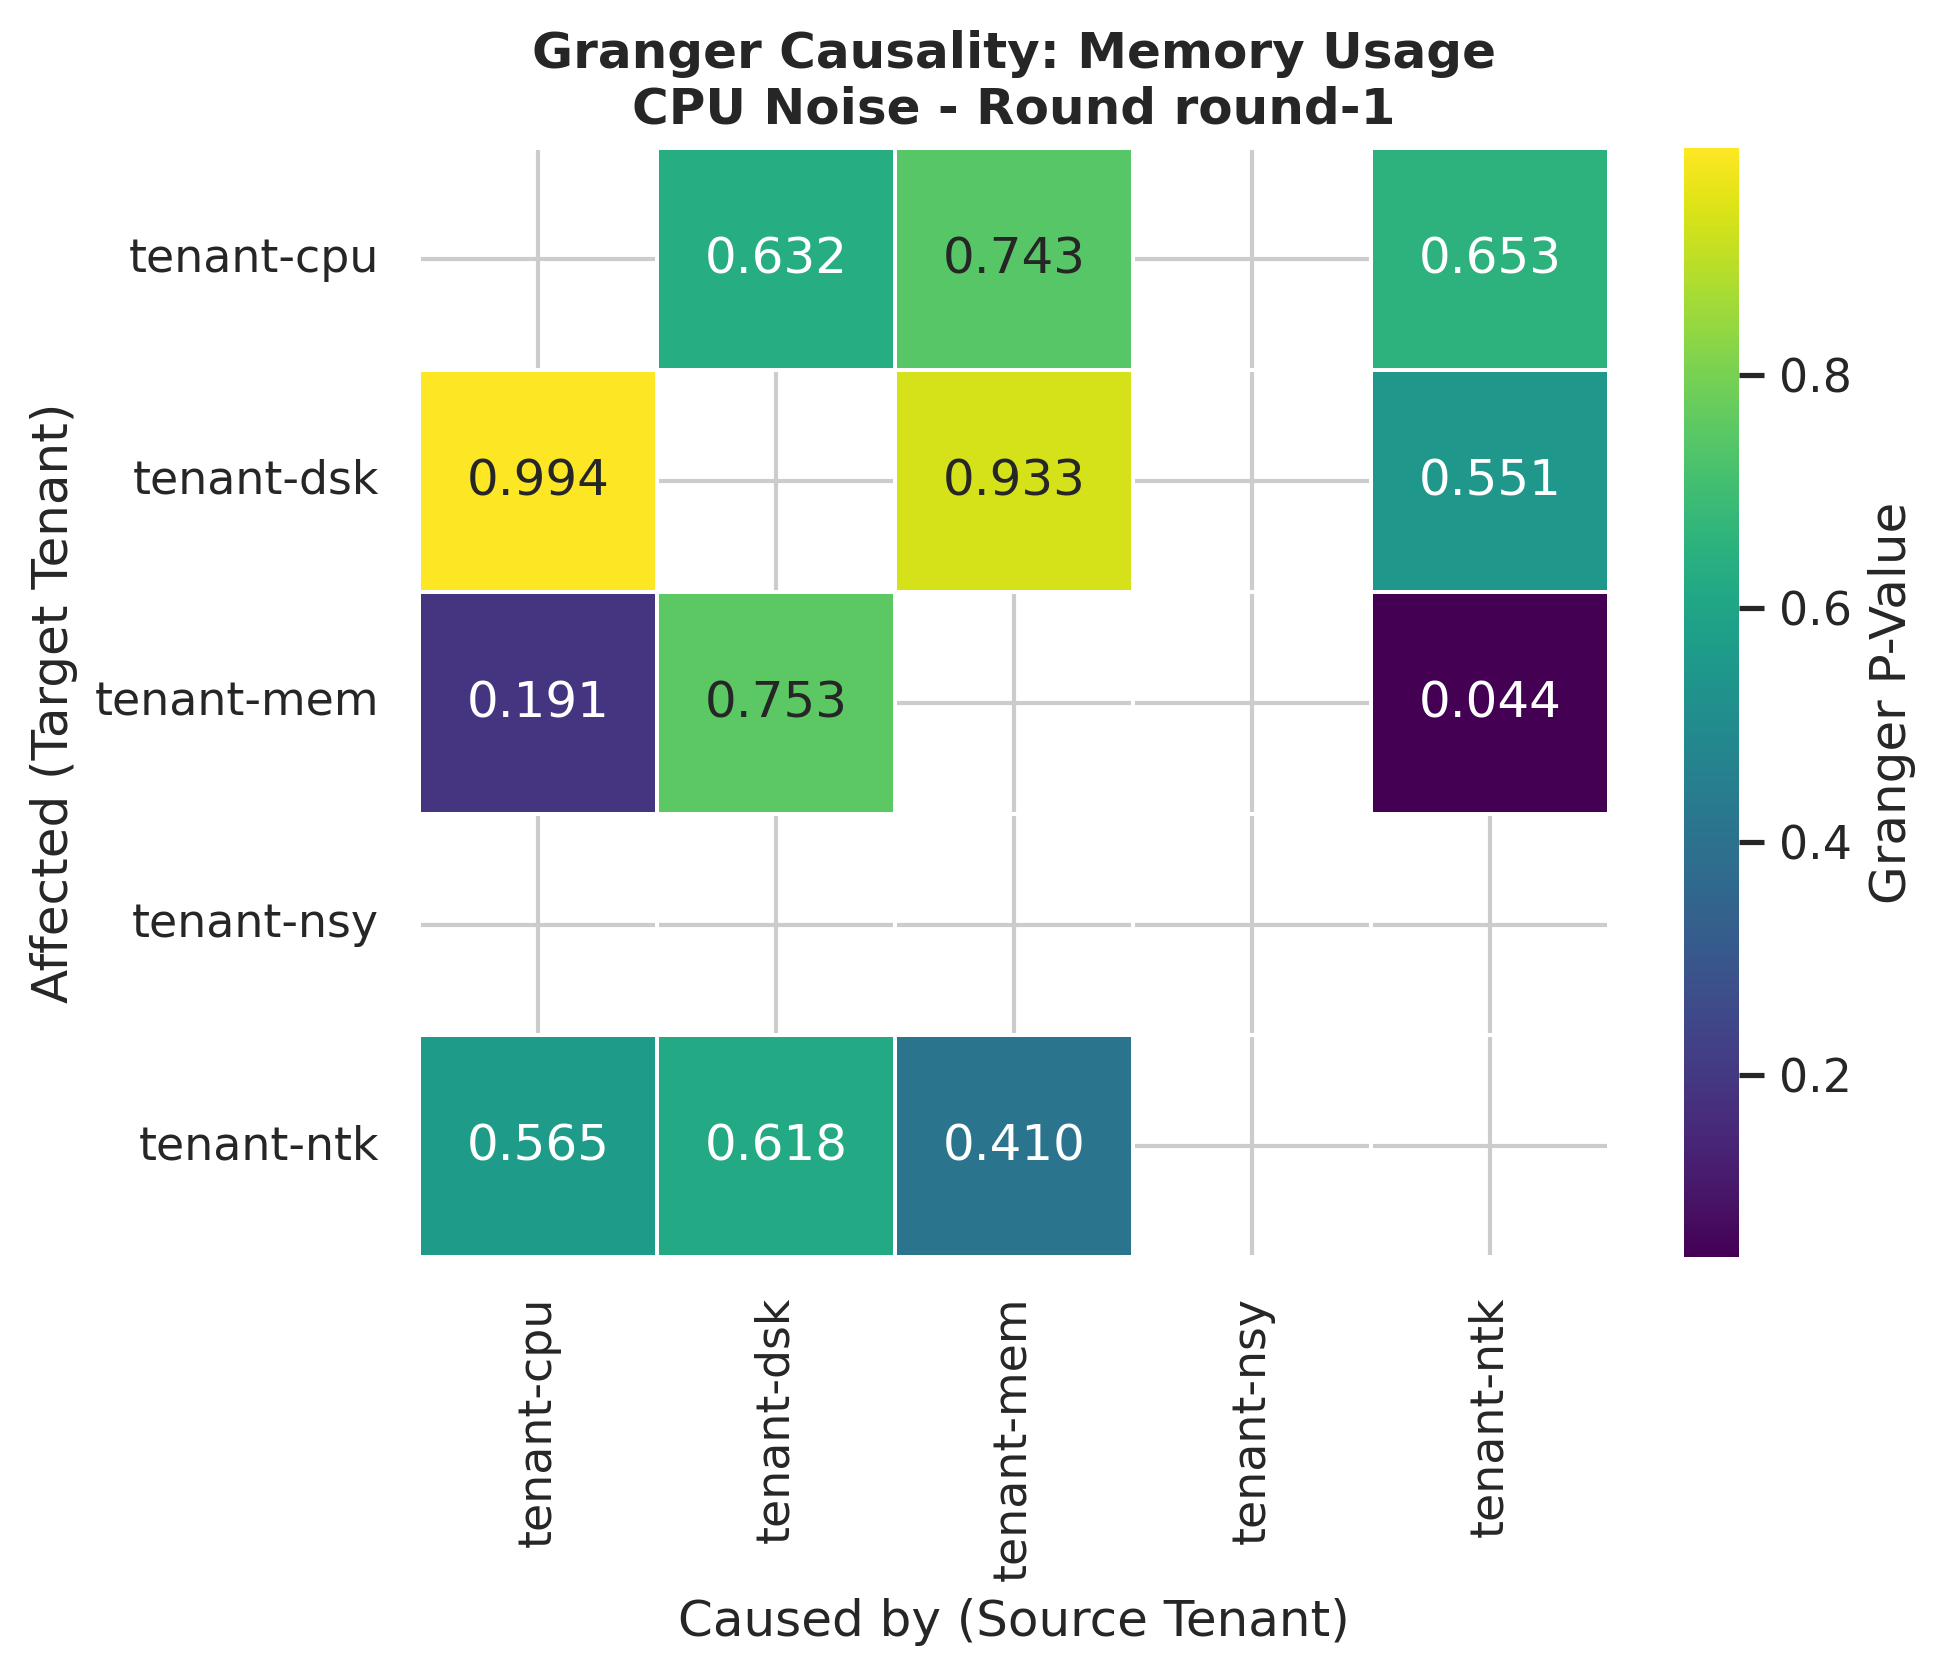 Granger Causality: Memory Usage
CPU Noise - Round round-1
Affected (Target Tenant)
tenant-cpu
0.632 0.743 0.653
tenant-dsk
0.994 0.933 0.551
tenant-mem
0.191 0.753 0.044
tenant-nsy
tenant-ntk
0.565 0.618 0.410
tenant-cpu
tenant-dsk
tenant-mem
tenant-nsy
tenant-ntk
Caused by (Source Tenant)
0.8
0.6
0.4
0.2
Granger P-Value